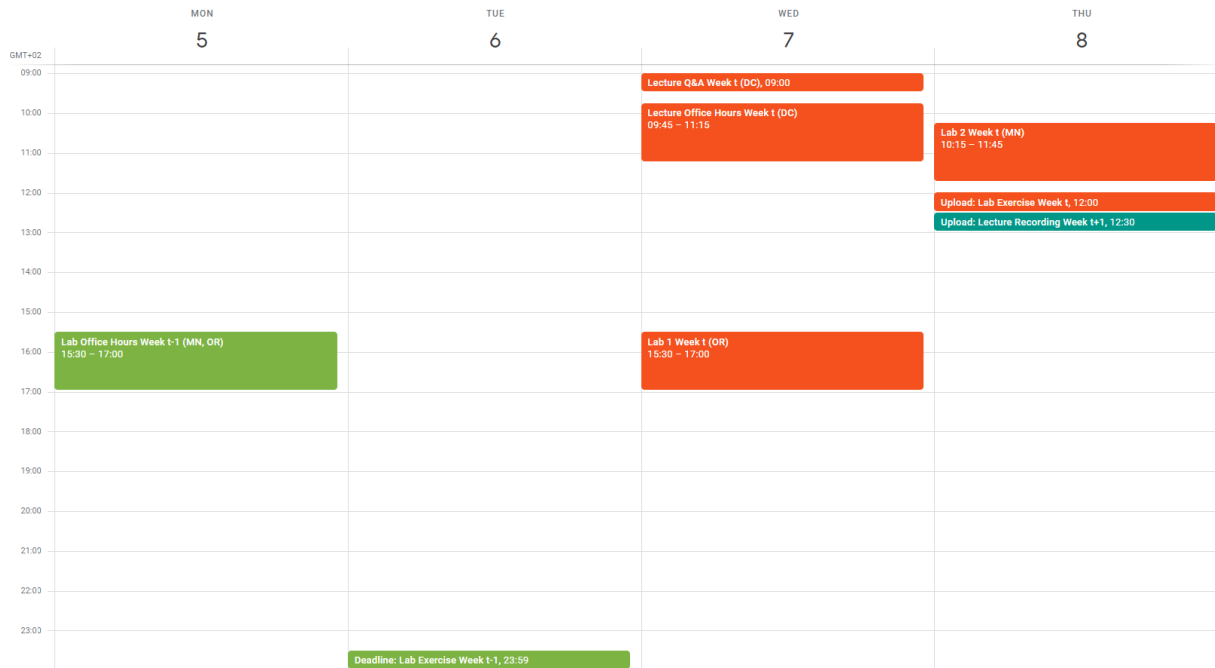 MON
TUE
WED
THU
5
6
7
8
GMT+02
09:00
10:00
11:00
12:00
13:00
14:00
15:00
16:00
17:00
18:00
19:00
20:00
21:00
22:00
23:00
Lab Office Hours Week t-1 (MN, OR)
15:30 – 17:00
Deadline: Lab Exercise Week t-1, 23:59
Lecture Q&A Week t (DC), 09:00
Lecture Office Hours Week t (DC)
09:45 – 11:15
Lab 1 Week t (OR)
15:30 – 17:00
Lab 2 Week t (MN)
10:15 – 11:45
Upload: Lab Exercise Week t, 12:00
Upload: Lecture Recording Week t+1, 12:30